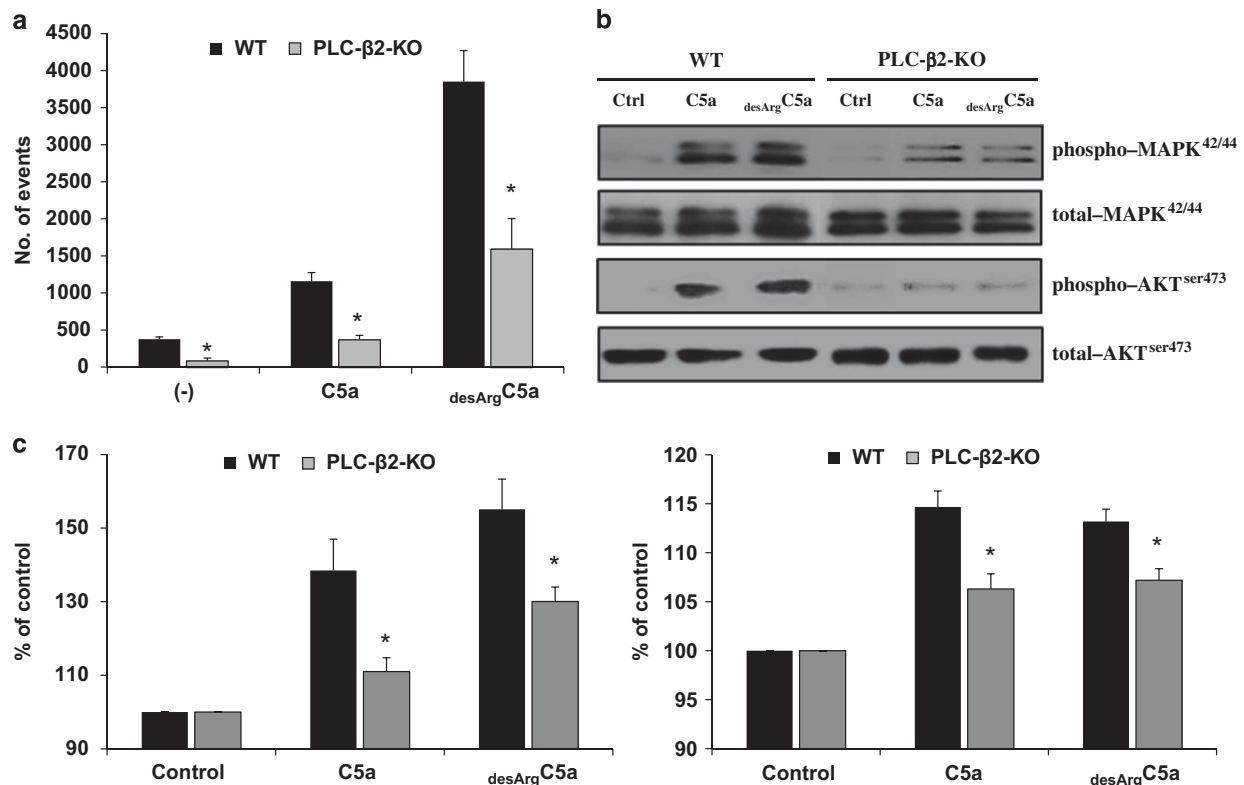 a
4500
4000
3500
3000
2500
2000
1500
1000
500
0
No. of events
WT PLC-β2-KO
*
*
*
(-) C5a desArgC5a
b
WT PLC-β2-KO
Ctrl C5a desArgC5a Ctrl C5a desArgC5a
phospho–MAPK42/44
total–MAPK42/44
phospho–AKTser473
total–AKTser473
c
170
150
130
110
90
% of control
WT PLC-β2-KO
*
*
Control C5a desArgC5a
120
115
110
105
100
95
90
% of control
WT PLC-β2-KO
*
*
Control C5a desArgC5a